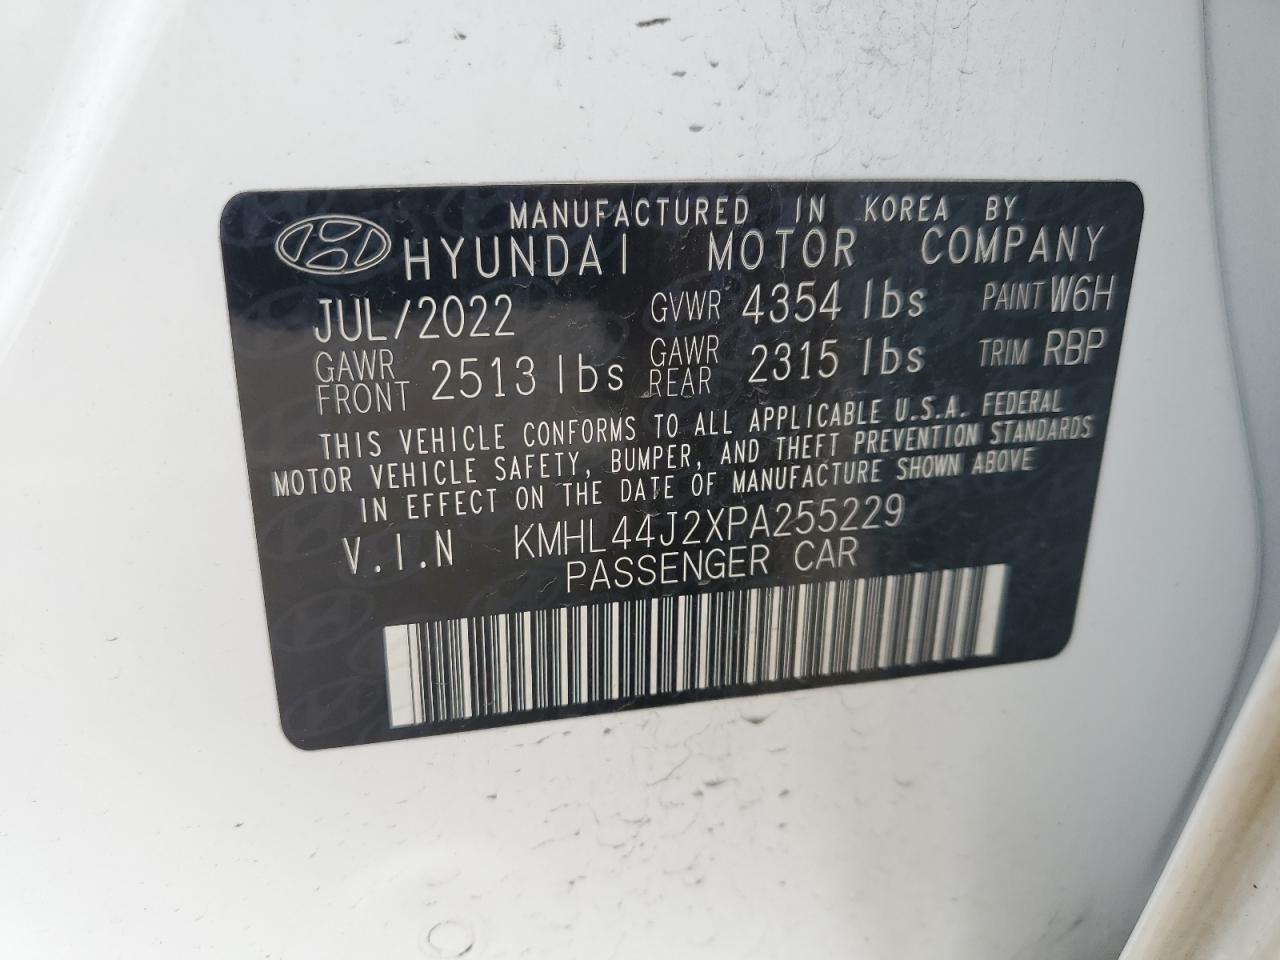 MANUFACTURED IN KOREA BY
HYUNDAI MOTOR COMPANY
JUL/2022 GVWR 4354 lbs PAINT W6H
GAWR FRONT 2513 lbs GAWR REAR 2315 lbs TRIM RBP
THIS VEHICLE CONFORMS TO ALL APPLICABLE U.S.A. FEDERAL
MOTOR VEHICLE SAFETY, BUMPER, AND THEFT PREVENTION STANDARDS
IN EFFECT ON THE DATE OF MANUFACTURE SHOWN ABOVE
V.I.N KMHL44J2XPA255229
PASSENGER CAR